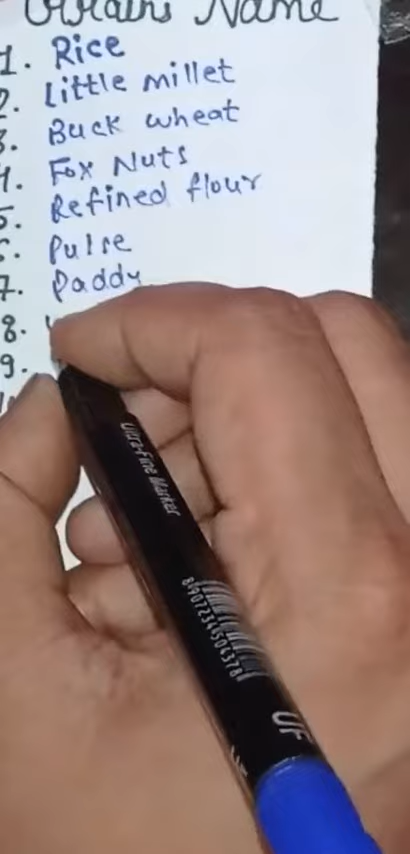 Grains Name
1. Rice
2. Little millet
3. Buck wheat
4. Fox Nuts
5. Refined flour
6. Pulse
7. Paddy
8.
9.
Ultra-Fine Marker
UF